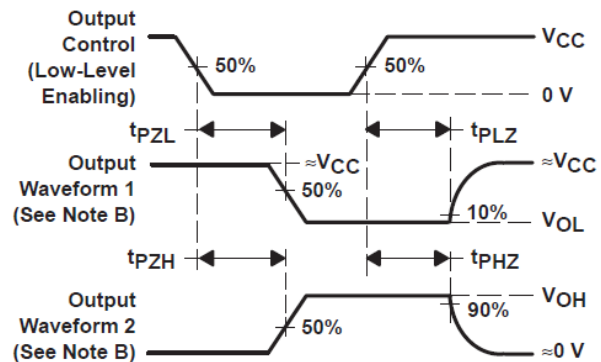 Output
Control
(Low-Level
Enabling)
50%
50%
VCC
0 V
tPZL
tPLZ
Output
Waveform 1
(See Note B)
≈VCC
50%
10%
≈VCC
VOL
tPZH
tPHZ
Output
Waveform 2
(See Note B)
50%
90%
VOH
≈0 V